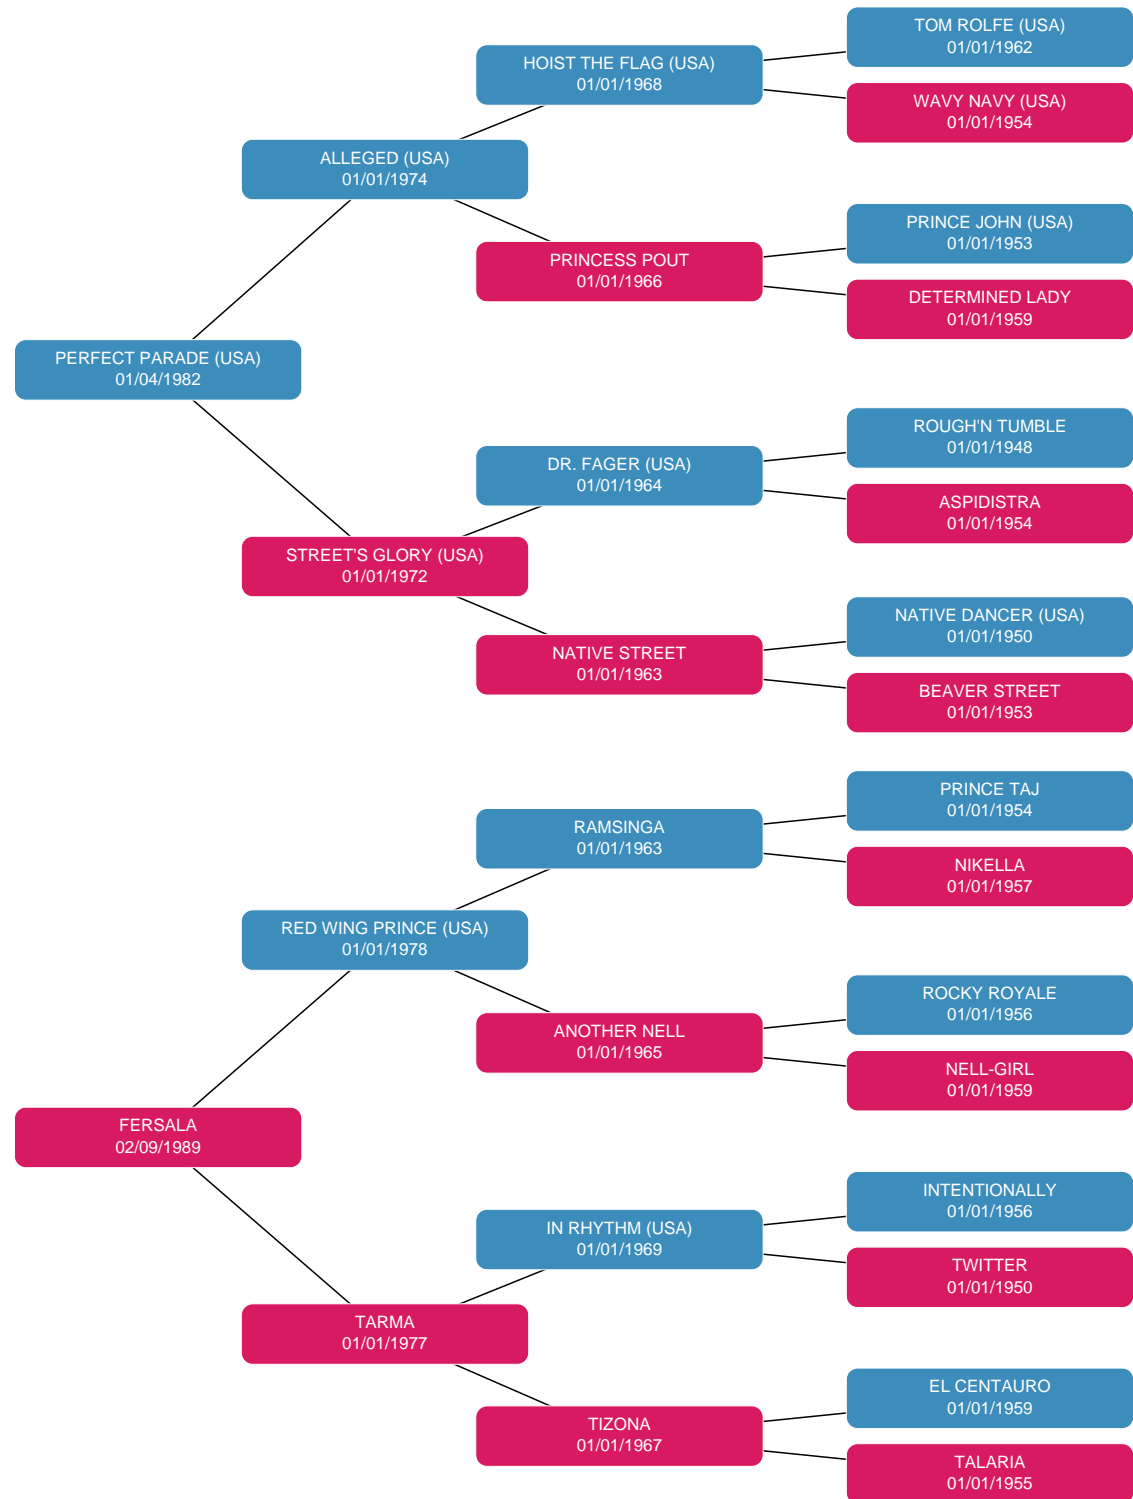 TOM ROLFE (USA)
01/01/1962
HOIST THE FLAG (USA)
01/01/1968
WAVY NAVY (USA)
01/01/1954
ALLEGED (USA)
01/01/1974
PRINCE JOHN (USA)
01/01/1953
PRINCESS POUT
01/01/1966
DETERMINED LADY
01/01/1959
PERFECT PARADE (USA)
01/04/1982
ROUGH'N TUMBLE
01/01/1948
DR. FAGER (USA)
01/01/1964
ASPIDISTRA
01/01/1954
STREET'S GLORY (USA)
01/01/1972
NATIVE DANCER (USA)
01/01/1950
NATIVE STREET
01/01/1963
BEAVER STREET
01/01/1953
PRINCE TAJ
01/01/1954
RAMSINGA
01/01/1963
NIKELLA
01/01/1957
RED WING PRINCE (USA)
01/01/1978
ROCKY ROYALE
01/01/1956
ANOTHER NELL
01/01/1965
NELL-GIRL
01/01/1959
FERSALA
02/09/1989
INTENTIONALLY
01/01/1956
IN RHYTHM (USA)
01/01/1969
TWITTER
01/01/1950
TARMA
01/01/1977
EL CENTAURO
01/01/1959
TIZONA
01/01/1967
TALARIA
01/01/1955